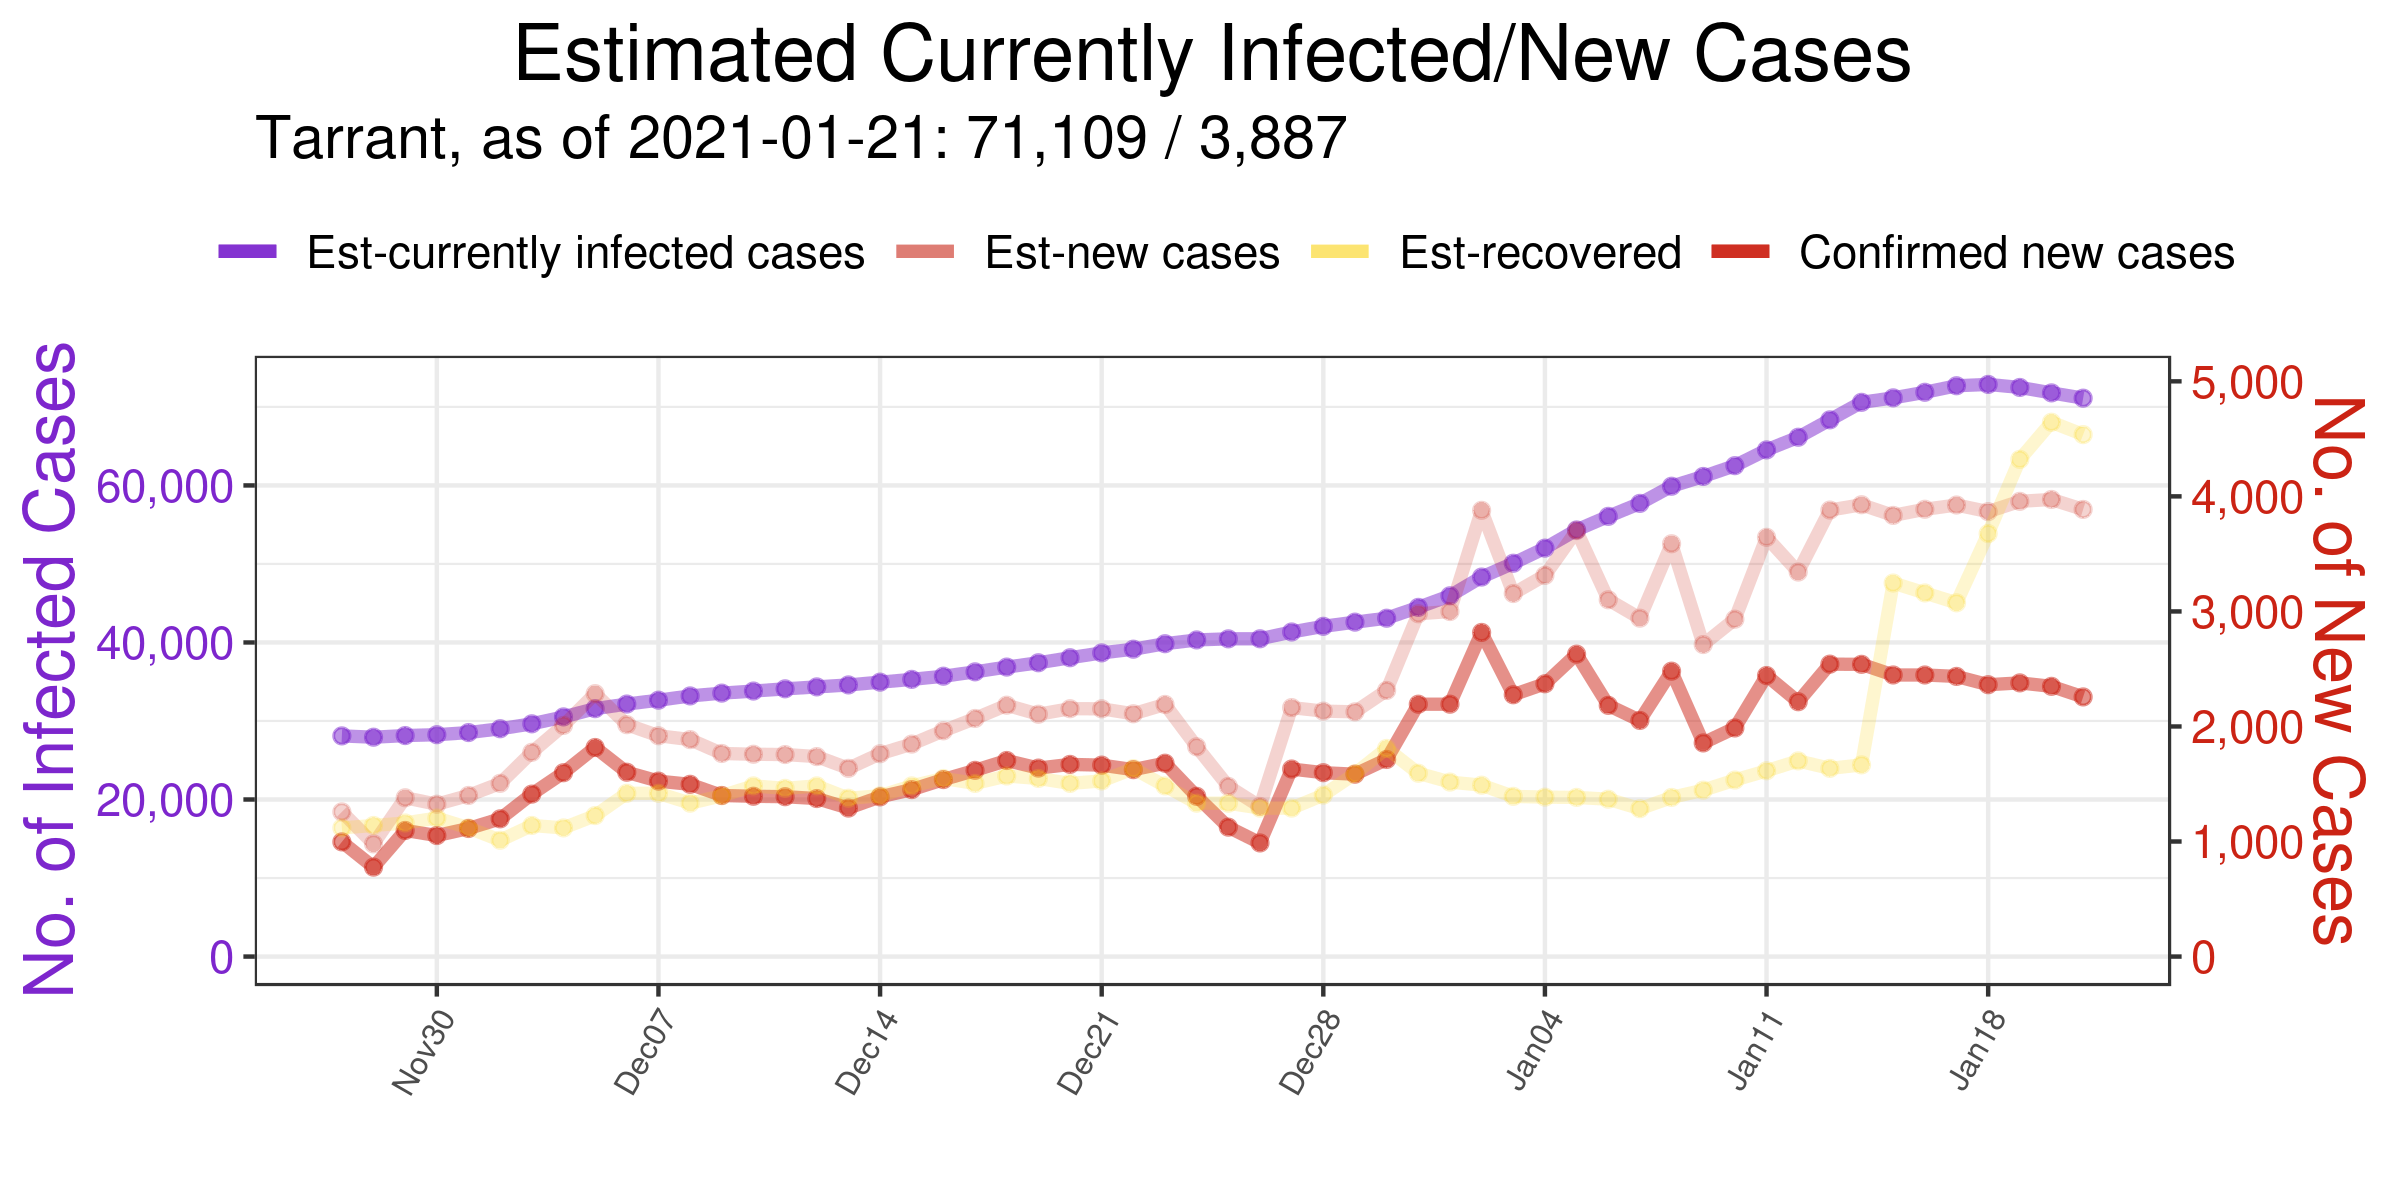 Estimated Currently Infected/New Cases
Tarrant, as of 2021-01-21: 71,109 / 3,887
Est-currently infected cases Est-new cases Est-recovered Confirmed new cases
No. of Infected Cases
60,000
40,000
20,000
0
5,000
4,000
3,000
2,000
1,000
0
No. of New Cases
Nov30 Dec07 Dec14 Dec21 Dec28 Jan04 Jan11 Jan18